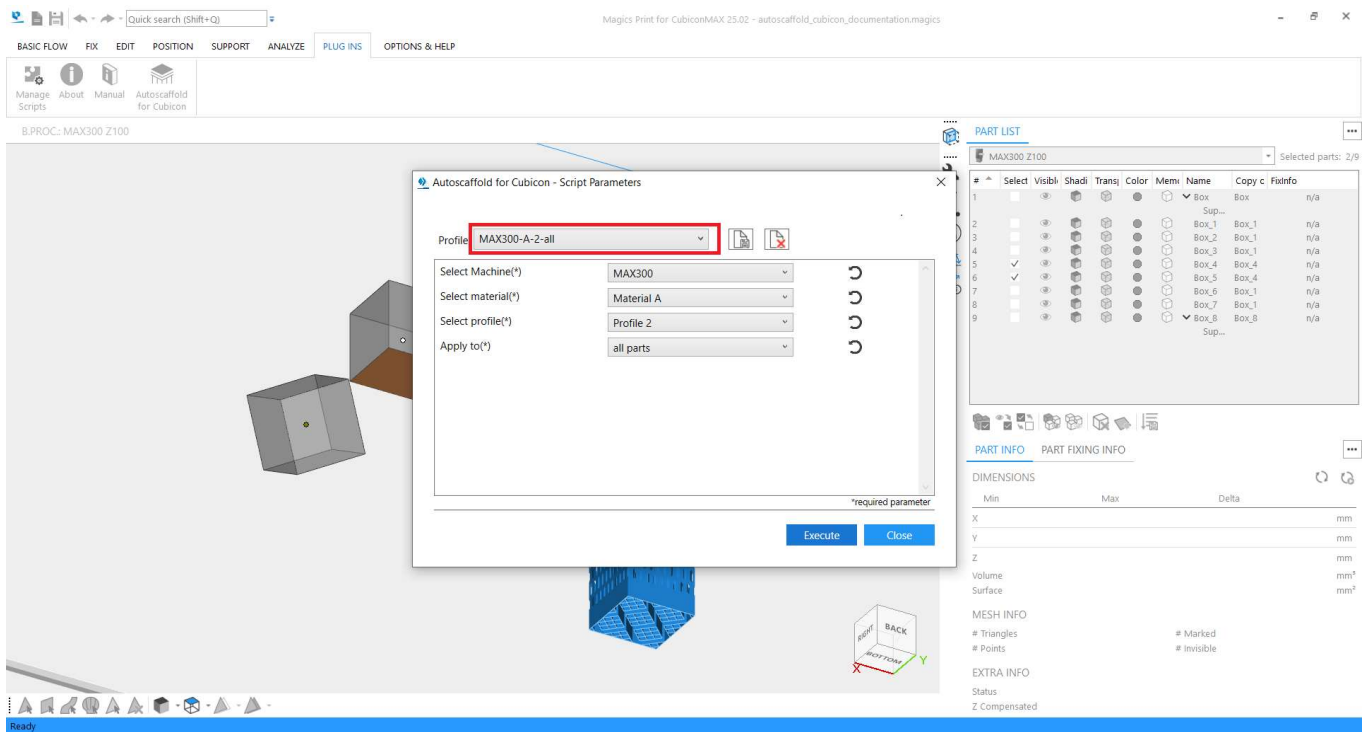 Quick search (Shift+Q)
Magics Print for CubiconMAX 25.02 - autoscaffold_cubicon_documentation.magics
BASIC FLOW FIX EDIT POSITION SUPPORT ANALYZE PLUG INS OPTIONS & HELP
Manage Scripts About Manual Autoscaffold for Cubicon
B.PROC.: MAX300 Z100
Autoscaffold for Cubicon - Script Parameters
Profile MAX300-A-2-all
Select Machine(*) MAX300
Select material(*) Material A
Select profile(*) Profile 2
Apply to(*) all parts
*required parameter
Execute Close
RIGHT BACK
BOTTOM
X Y
PART LIST
MAX300 Z100 Selected parts: 2/9
# Select Visibl Shadi Transp Color Memo Name Copy c FixInfo
1 Box Box n/a
Sup...
2 Box_1 Box_1 n/a
3 Box_2 Box_1 n/a
4 Box_3 Box_1 n/a
5 Box_4 Box_4 n/a
6 Box_5 Box_4 n/a
7 Box_6 Box_1 n/a
8 Box_7 Box_1 n/a
9 Box_8 Box_8 n/a
Sup...
PART INFO PART FIXING INFO
DIMENSIONS
Min Max Delta
X mm
Y mm
Z mm
Volume mm³
Surface mm²
MESH INFO
# Triangles # Marked
# Points # Invisible
EXTRA INFO
Status
Z Compensated
Ready